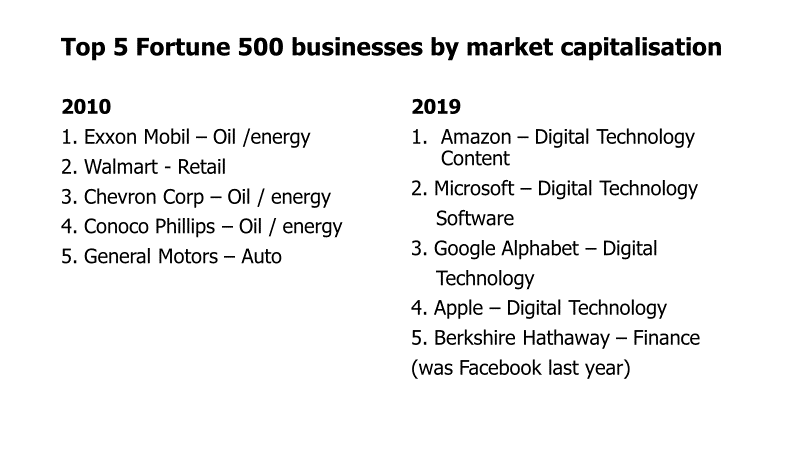 Top 5 Fortune 500 businesses by market capitalisation
2010
1. Exxon Mobil – Oil /energy
2. Walmart - Retail
3. Chevron Corp – Oil / energy
4. Conoco Phillips – Oil / energy
5. General Motors – Auto
2019
1. Amazon – Digital Technology
Content
2. Microsoft – Digital Technology
Software
3. Google Alphabet – Digital
Technology
4. Apple – Digital Technology
5. Berkshire Hathaway – Finance
(was Facebook last year)